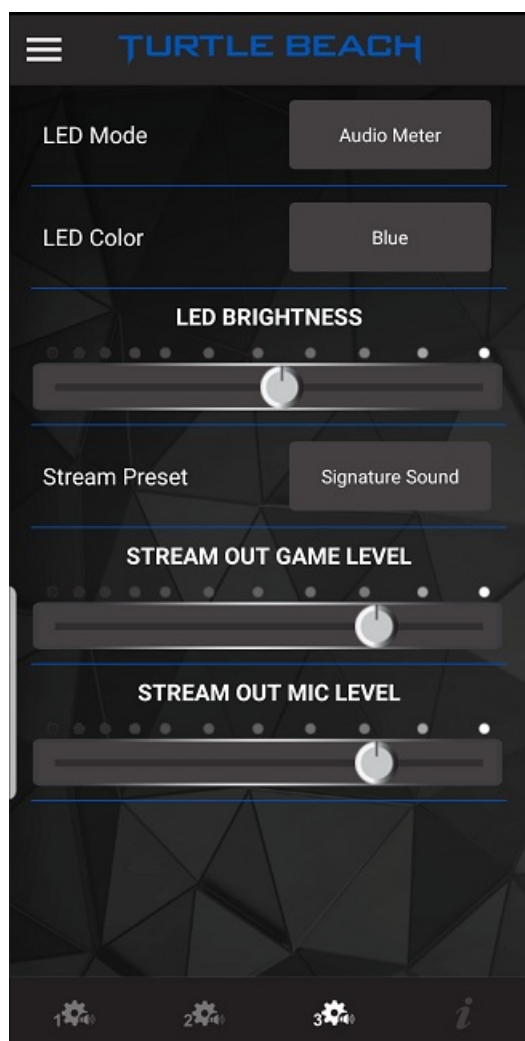 TURTLE BEACH
LED Mode
Audio Meter
LED Color
Blue
LED BRIGHTNESS
Stream Preset
Signature Sound
STREAM OUT GAME LEVEL
STREAM OUT MIC LEVEL
1
2
3
i